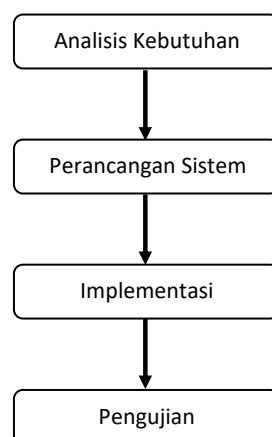 Analisis Kebutuhan
Perancangan Sistem
Implementasi
Pengujian